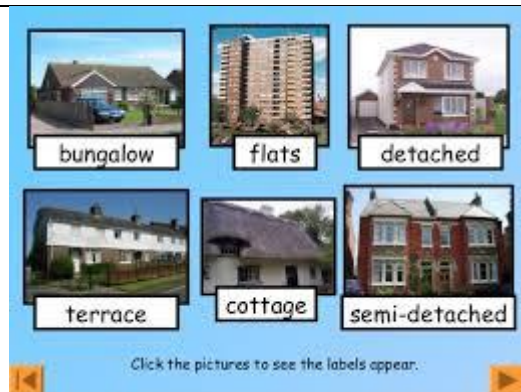 bungalow
flats
detached
terrace
cottage
semi-detached
Click the pictures to see the labels appear.